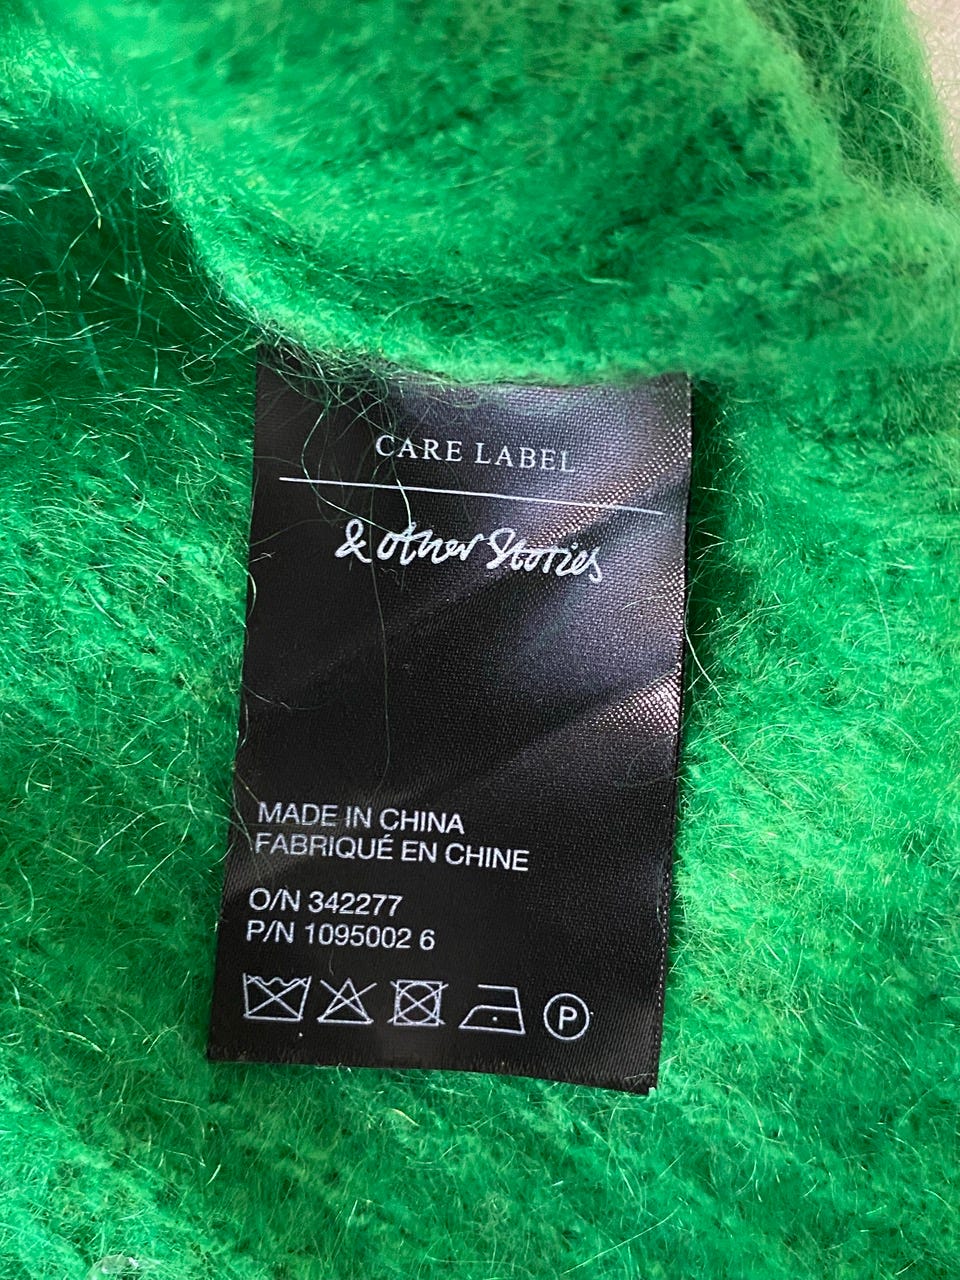 CARE LABEL
& other Stories
MADE IN CHINA
FABRIQUÉ EN CHINE
O/N 342277
P/N 1095002 6
P